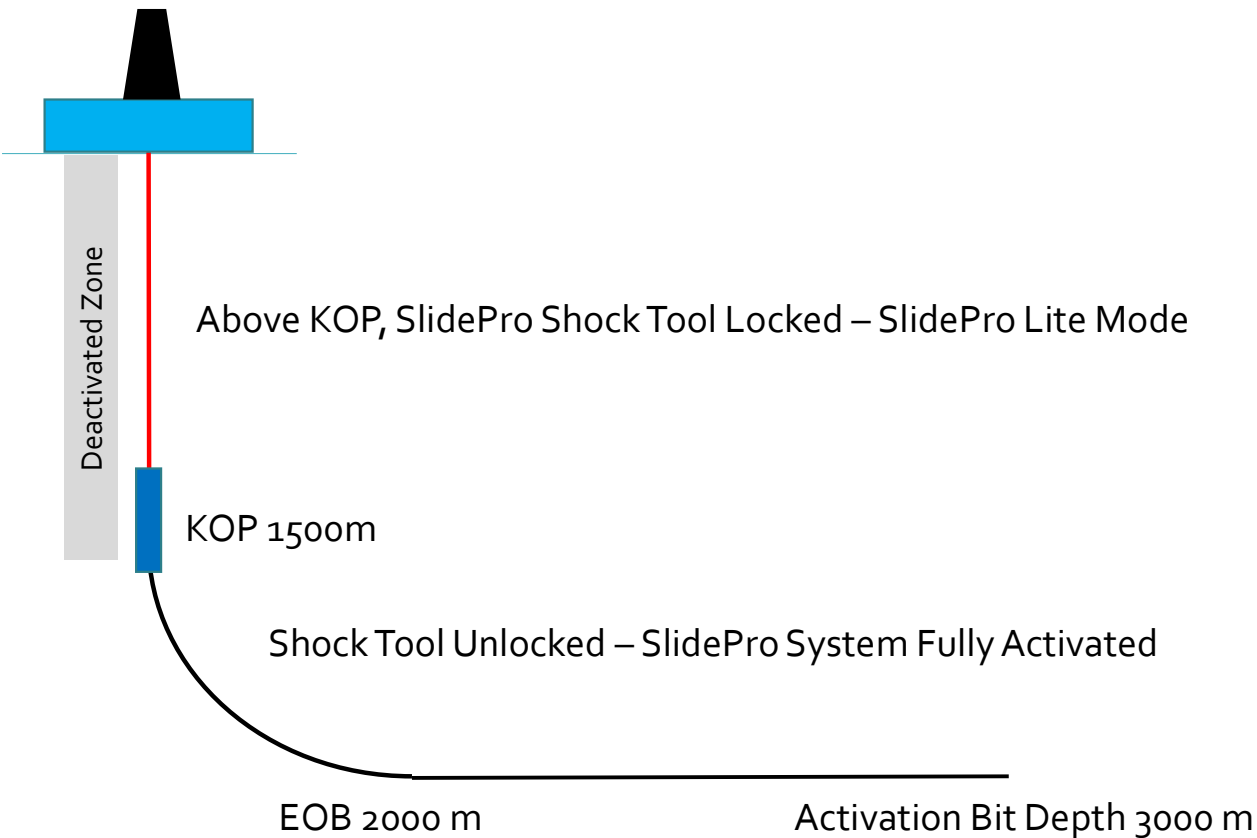 Above KOP, SlidePro Shock Tool Locked – SlidePro Lite Mode
Deactivated Zone
KOP 1500m
Shock Tool Unlocked – SlidePro System Fully Activated
EOB 2000 m
Activation Bit Depth 3000 m